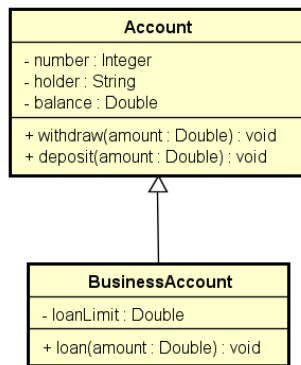 Account
- number : Integer
- holder : String
- balance : Double
+ withdraw(amount : Double) : void
+ deposit(amount : Double) : void
BusinessAccount
- loanLimit : Double
+ loan(amount : Double) : void